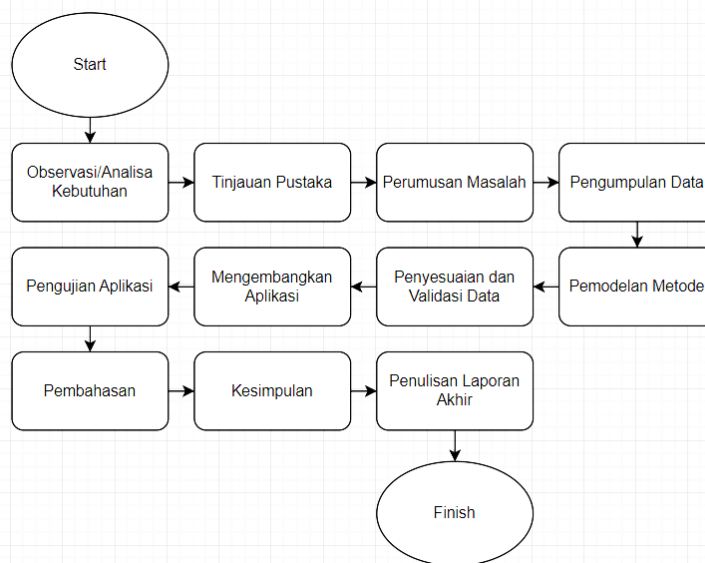 Start
Observasi/Analisa
Kebutuhan
Tinjauan Pustaka
Perumusan Masalah
Pengumpulan Data
Pemodelan Metode
Penyesuaian dan
Validasi Data
Mengembangkan
Aplikasi
Pengujian Aplikasi
Pembahasan
Kesimpulan
Penulisan Laporan
Akhir
Finish